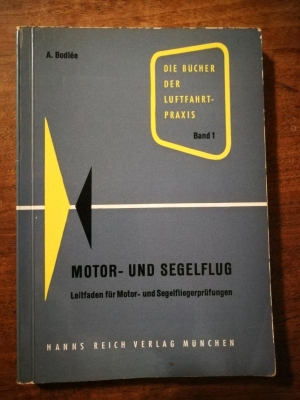 A. Bodlée
DIE BÜCHER
DER
LUFTFAHRT-
PRAXIS
Band 1
MOTOR- UND SEGELFLUG
Leitfaden für Motor- und Segelfliegerprüfungen
HANNS REICH VERLAG MÜNCHEN